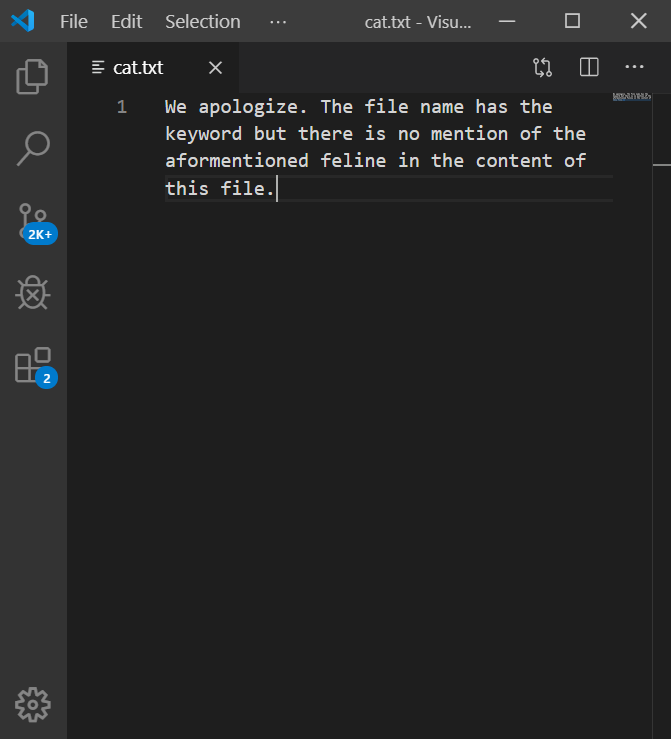 File Edit Selection ··· cat.txt - Visu...
cat.txt
1 We apologize. The file name has the
keyword but there is no mention of the
aformentioned feline in the content of
this file.
2K+
2